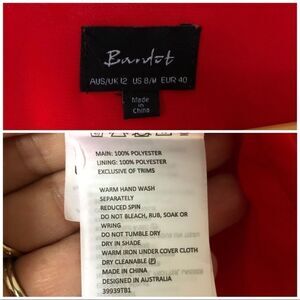 Bardot
AUS/UK 12 US 8/M EUR 40
Made
in
China
MAIN: 100% POLYESTER
LINING: 100% POLYESTER
EXCLUSIVE OF TRIMS
WARM HAND WASH
SEPARATELY
REDUCED SPIN
DO NOT BLEACH, RUB, SOAK OR
WRING
DO NOT TUMBLE DRY
DRY IN SHADE
WARM IRON UNDER COVER CLOTH
DRY CLEANABLE (P)
MADE IN CHINA
DESIGNED IN AUSTRALIA
39939TB1